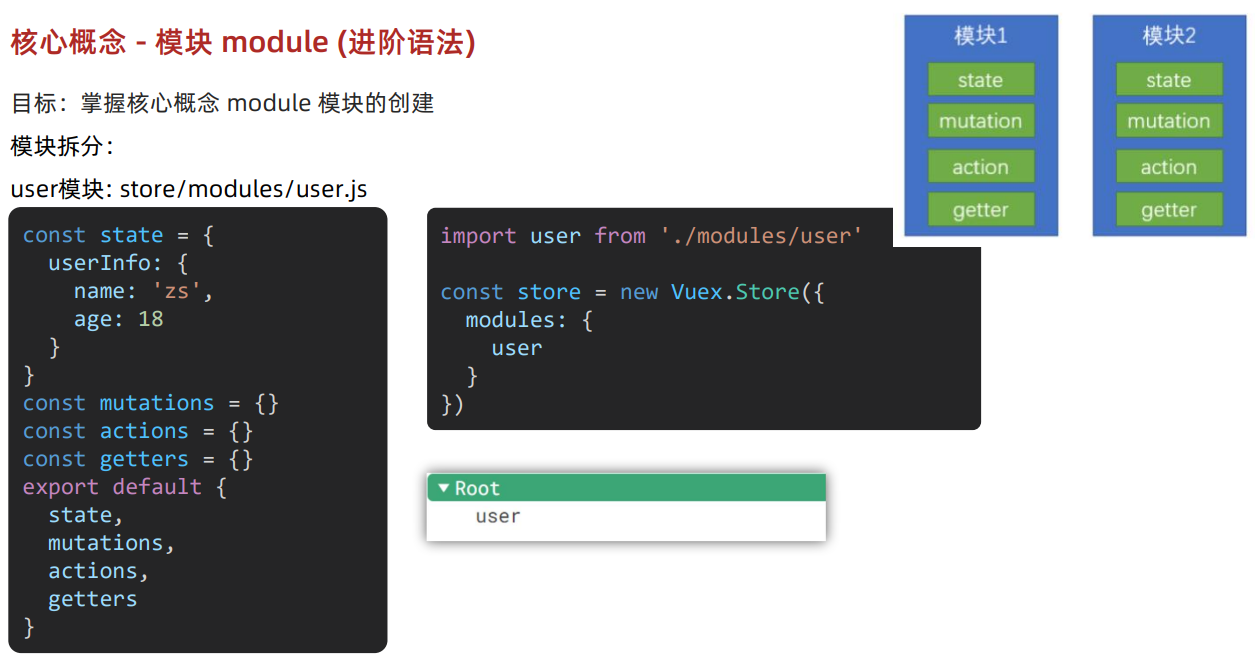 核心概念 - 模块 module (进阶语法)
目标：掌握核心概念 module 模块的创建
模块拆分：
user模块: store/modules/user.js
const state = {
  userInfo: {
    name: 'zs',
    age: 18
  }
}
const mutations = {}
const actions = {}
const getters = {}
export default {
  state,
  mutations,
  actions,
  getters
}
import user from './modules/user'
const store = new Vuex.Store({
  modules: {
    user
  }
})
Root
user
模块1
state
mutation
action
getter
模块2
state
mutation
action
getter